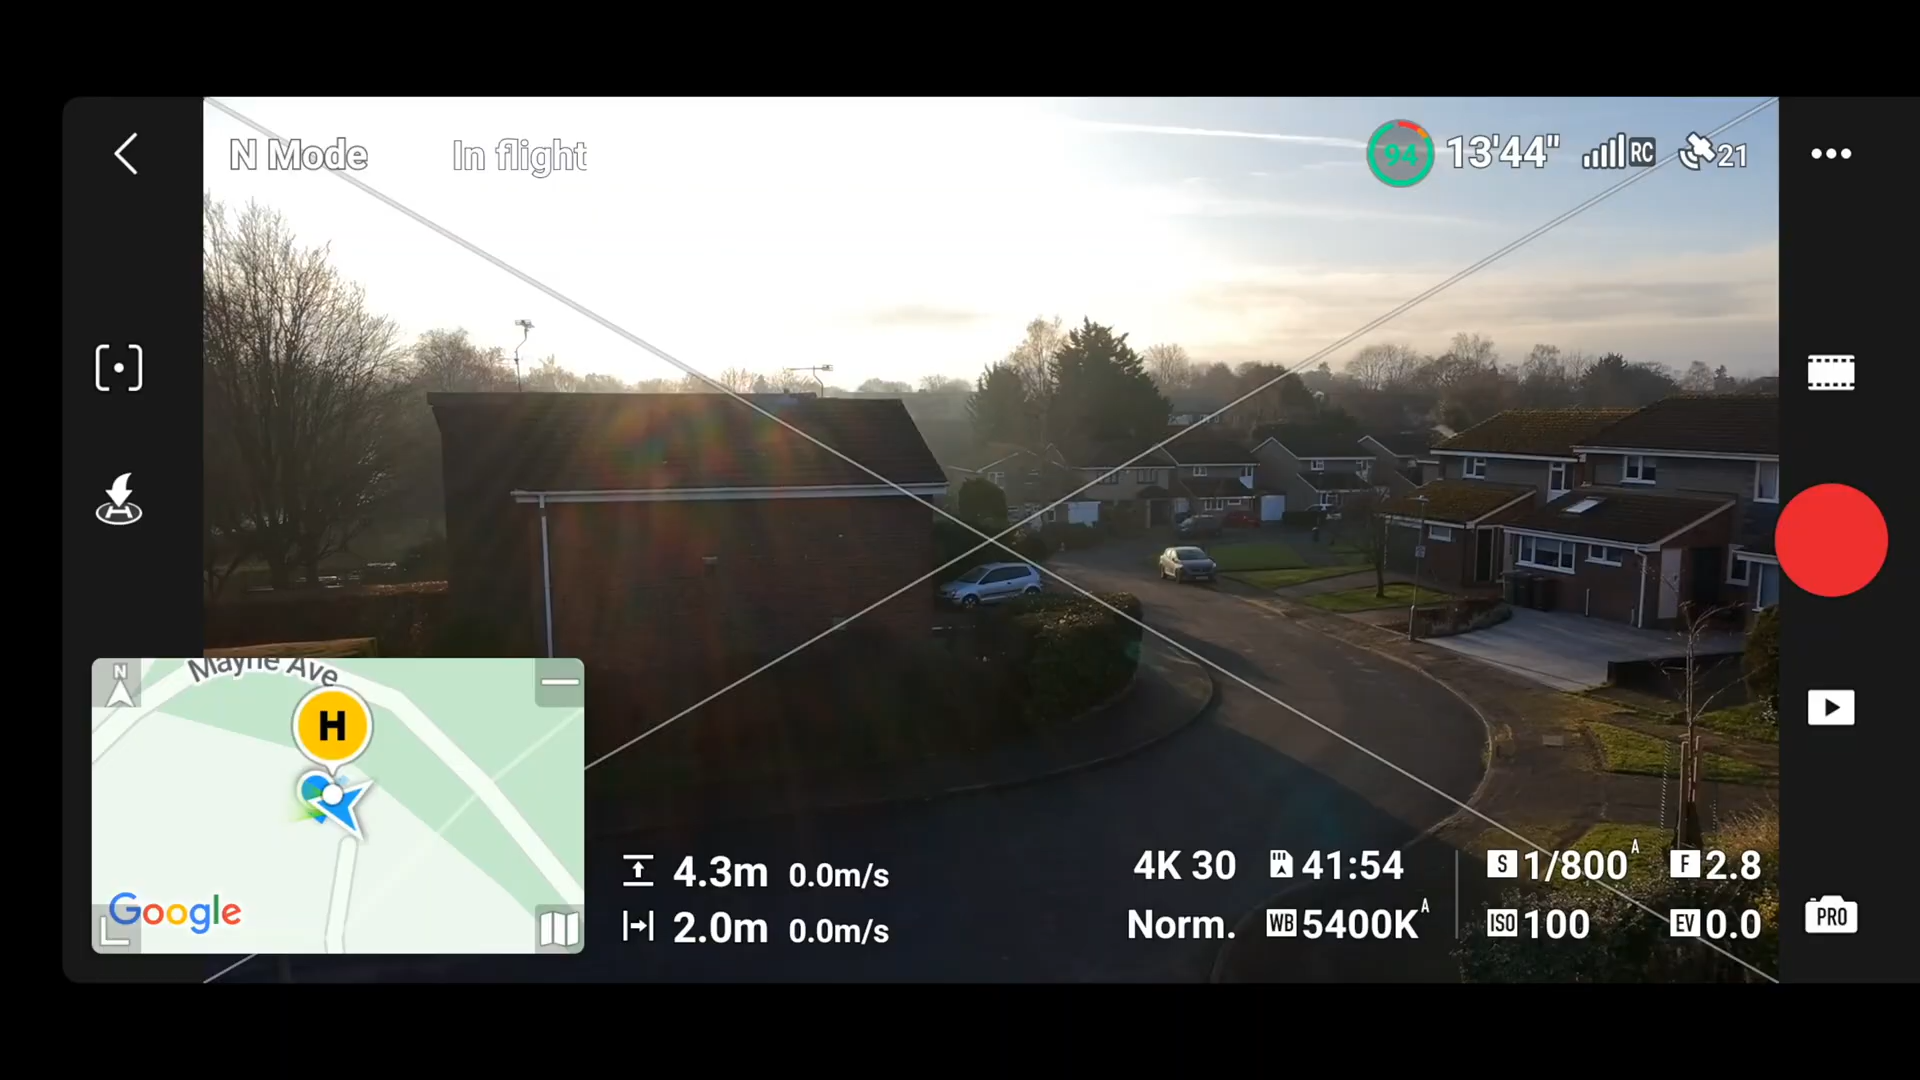 N Mode
In flight
94
13'44"
RC
21
N
Mayne Ave
H
Google
4.3m 0.0m/s
2.0m 0.0m/s
4K 30
41:54
S 1/800 A
F 2.8
Norm.
WB 5400K A
ISO 100
EV 0.0
PRO